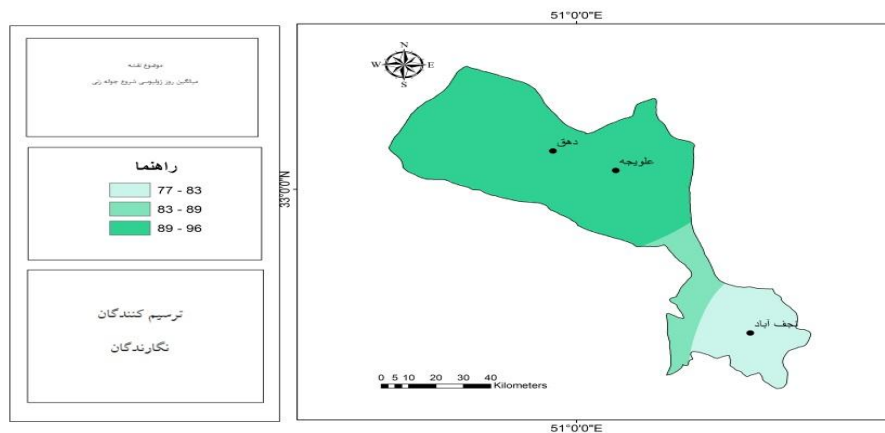 موضوع نقشه
میانگین روز ژولیوسی شروع جوانه زنی
راهنما
77 - 83
83 - 89
89 - 96
ترسیم کنندگان
نگارندگان
51°0'0"E
N
W E
S
دهق
علویجه
33°0'0"N
نجف آباد
0 5 10 20 30 40
Kilometers
51°0'0"E